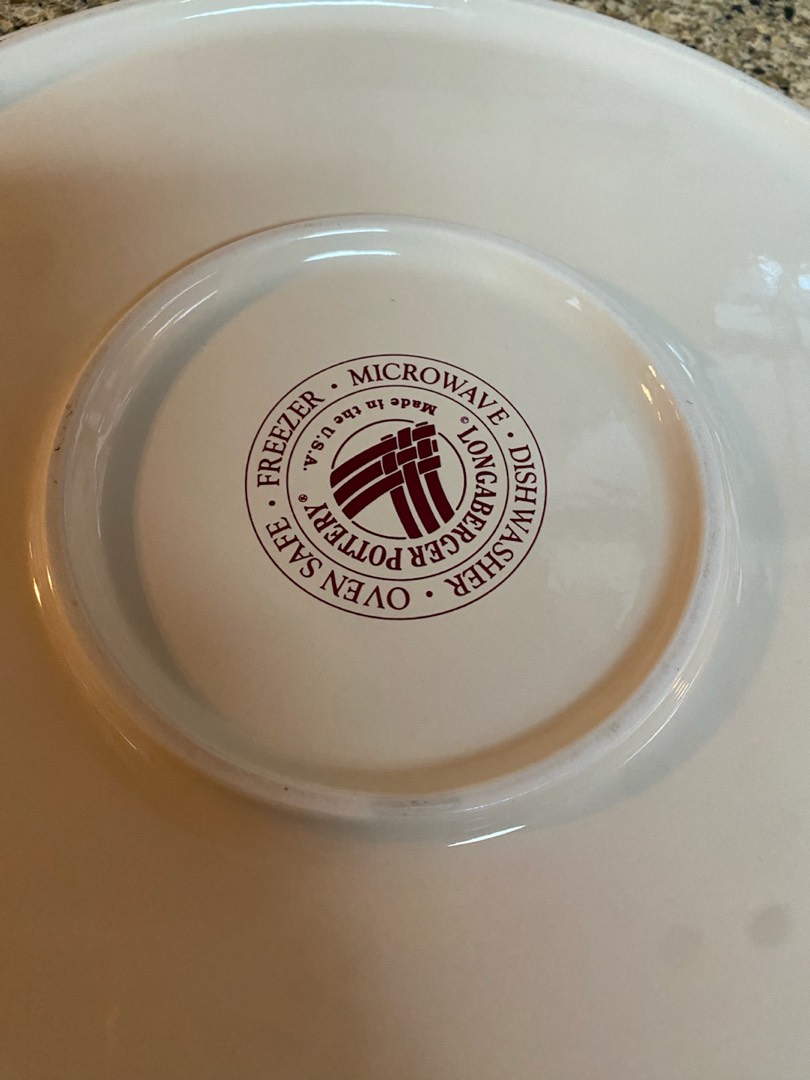 FREEZER · MICROWAVE · DISHWASHER · OVEN SAFE ·
© LONGABERGER POTTERY ®
Made in the U.S.A.